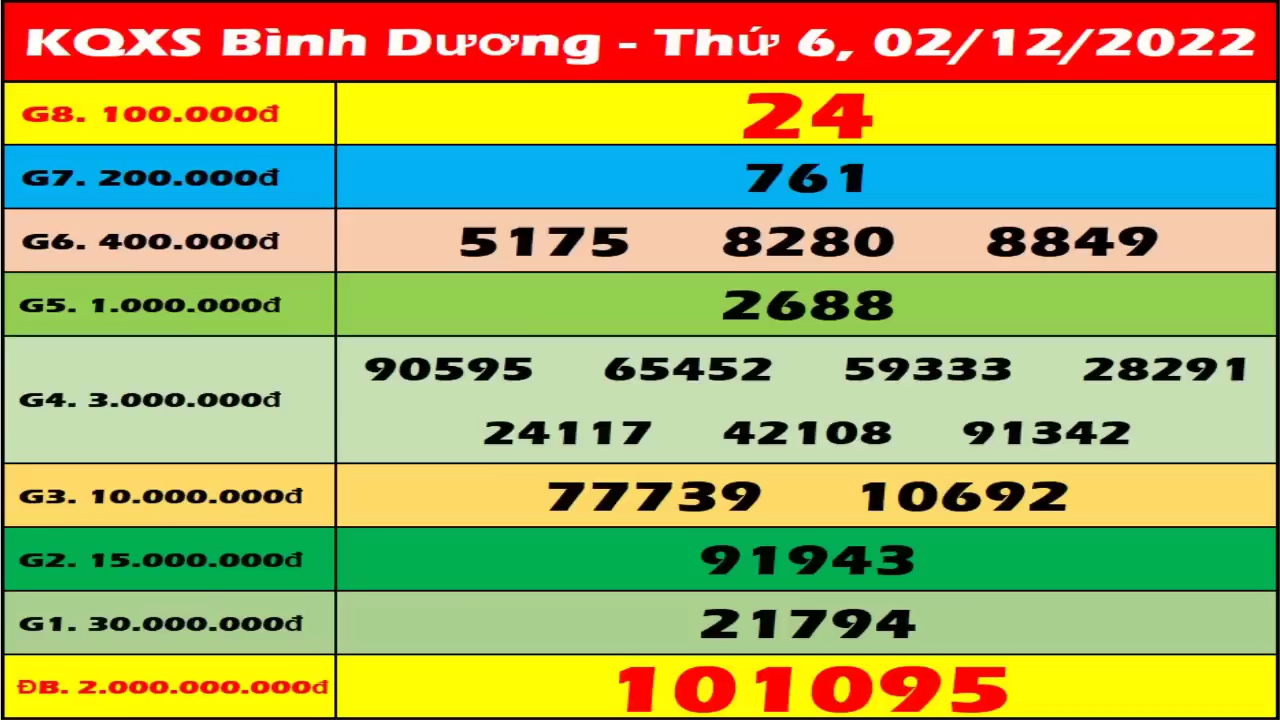 KQXS Bình Dương - Thứ 6, 02/12/2022
G8. 100.000đ 24
G7. 200.000đ 761
G6. 400.000đ 5175 8280 8849
G5. 1.000.000đ 2688
G4. 3.000.000đ 90595 65452 59333 28291
24117 42108 91342
G3. 10.000.000đ 77739 10692
G2. 15.000.000đ 91943
G1. 30.000.000đ 21794
ĐB. 2.000.000.000đ 101095